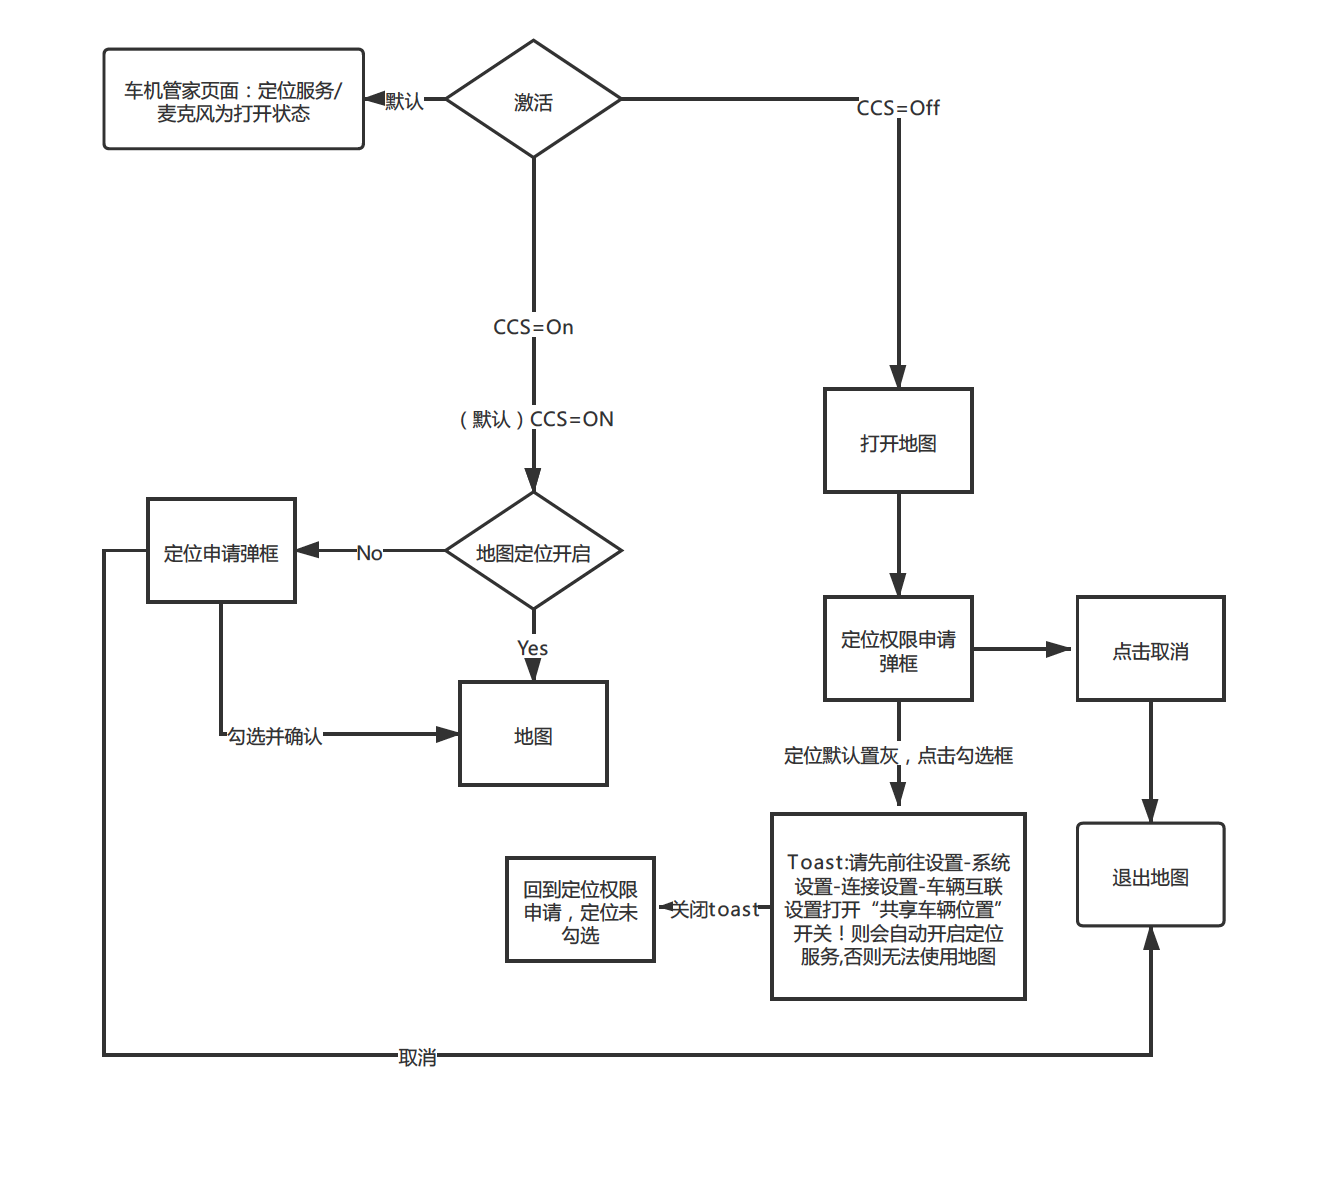 车机管家页面：定位服务/
麦克风为打开状态
默认
激活
CCS=Off
CCS=On
（默认）CCS=ON
打开地图
定位申请弹框
No
地图定位开启
Yes
定位权限申请
弹框
点击取消
勾选并确认
地图
定位默认置灰，点击勾选框
Toast:请先前往设置-系统
设置-连接设置-车辆互联
设置打开“共享车辆位置”
开关！则会自动开启定位
服务,否则无法使用地图
关闭toast
回到定位权限
申请，定位未
勾选
退出地图
取消